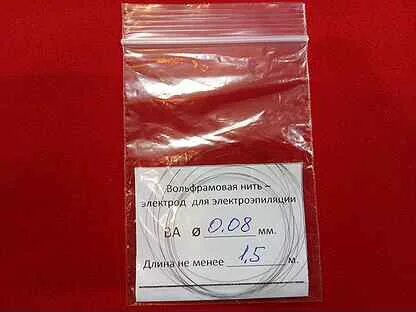 Вольфрамовая нить –
электрод для электроэпиляции
ВА ø 0.08 мм.
Длина не менее 1,5 м.